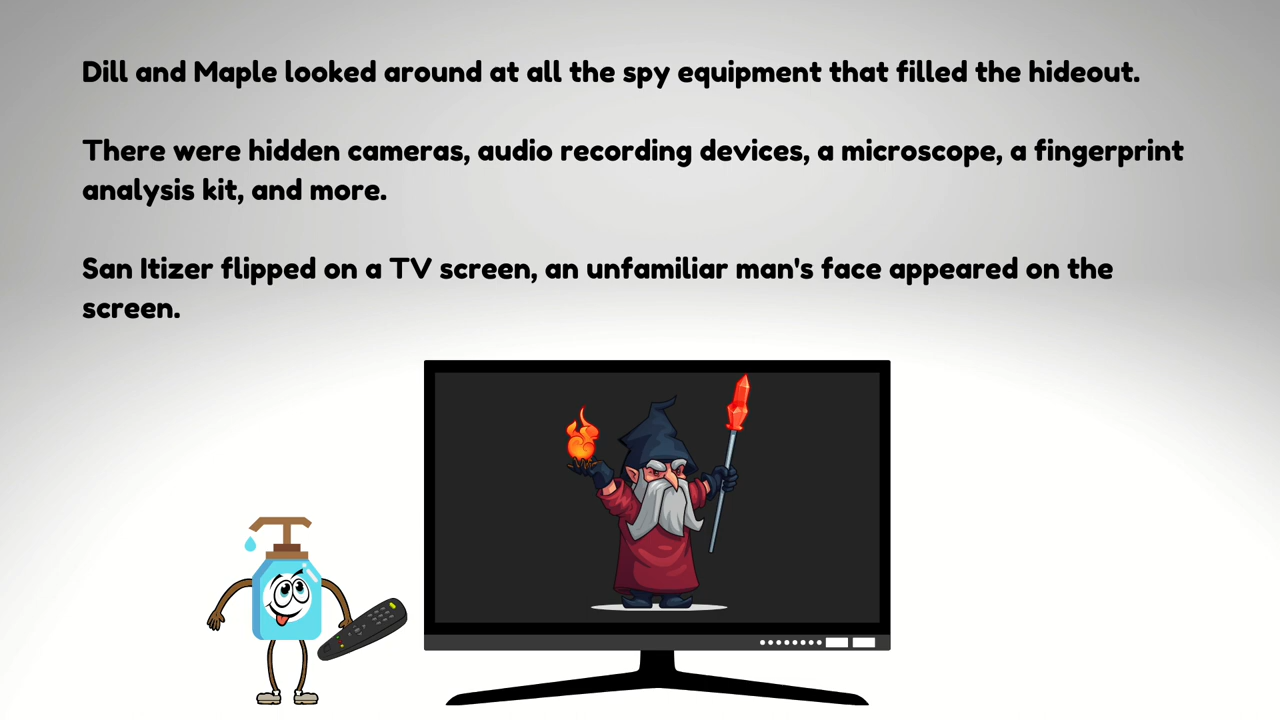 Dill and Maple looked around at all the spy equipment that filled the hideout.
There were hidden cameras, audio recording devices, a microscope, a fingerprint
analysis kit, and more.
San Itizer flipped on a TV screen, an unfamiliar man's face appeared on the
screen.